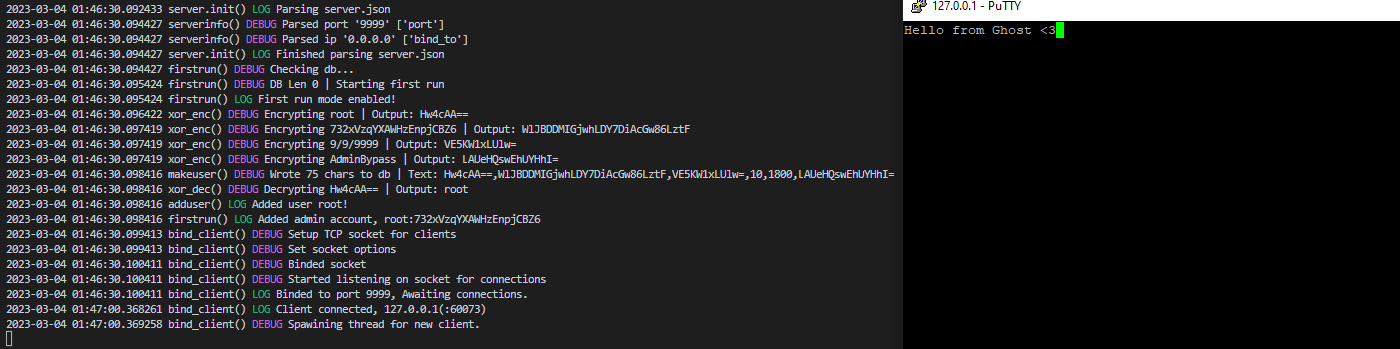 2023-03-04 01:46:30.092433 server.init() LOG Parsing server.json
2023-03-04 01:46:30.094427 serverinfo() DEBUG Parsed port '9999' ['port']
2023-03-04 01:46:30.094427 serverinfo() DEBUG Parsed ip '0.0.0.0' ['bind_to']
2023-03-04 01:46:30.094427 server.init() LOG Finished parsing server.json
2023-03-04 01:46:30.094427 firstrun() DEBUG Checking db...
2023-03-04 01:46:30.095424 firstrun() DEBUG DB Len 0 | Starting first run
2023-03-04 01:46:30.095424 firstrun() LOG First run mode enabled!
2023-03-04 01:46:30.096422 xor_enc() DEBUG Encrypting root | Output: Hw4cAA==
2023-03-04 01:46:30.097419 xor_enc() DEBUG Encrypting 732xVzqYXAWHzEnpjCBZ6 | Output: WlJBDDMIGjwhLDY7DiAcGw86LztF
2023-03-04 01:46:30.097419 xor_enc() DEBUG Encrypting 9/9/9999 | Output: VE5KW1xLUlw=
2023-03-04 01:46:30.097419 xor_enc() DEBUG Encrypting AdminBypass | Output: LAUeHQswEhUYHhI=
2023-03-04 01:46:30.098416 makeuser() DEBUG Wrote 75 chars to db | Text: Hw4cAA==,WlJBDDMIGjwhLDY7DiAcGw86LztF,VE5KW1xLUlw=,10,1800,LAUeHQswEhUYHhI=
2023-03-04 01:46:30.098416 xor_dec() DEBUG Decrypting Hw4cAA== | Output: root
2023-03-04 01:46:30.098416 adduser() LOG Added user root!
2023-03-04 01:46:30.098416 firstrun() LOG Added admin account, root:732xVzqYXAWHzEnpjCBZ6
2023-03-04 01:46:30.099413 bind_client() DEBUG Setup TCP socket for clients
2023-03-04 01:46:30.099413 bind_client() DEBUG Set socket options
2023-03-04 01:46:30.100411 bind_client() DEBUG Binded socket
2023-03-04 01:46:30.100411 bind_client() DEBUG Started listening on socket for connections
2023-03-04 01:46:30.100411 bind_client() LOG Binded to port 9999, Awaiting connections.
2023-03-04 01:47:00.368261 bind_client() LOG Client connected, 127.0.0.1(:60073)
2023-03-04 01:47:00.369258 bind_client() DEBUG Spawining thread for new client.
127.0.0.1 - PuTTY
Hello from Ghost <3